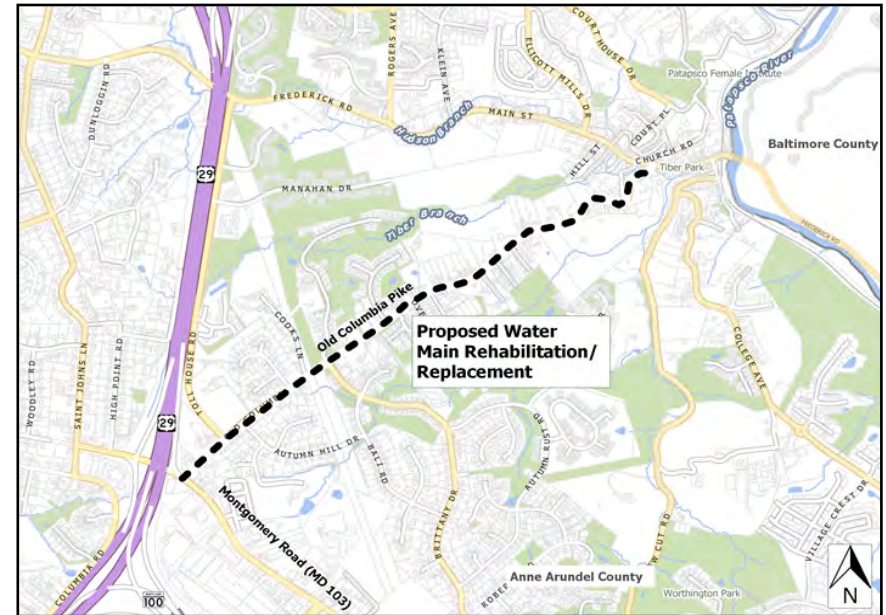 COURT HOUSE DR
ROGERS AVE
KLEIN AVE
ELLICOTT MILLS DR
DUNLOGGIN RD
Patapsco Female Institute
Patapsco River
FREDERICK RD
MAIN ST
Hudson Branch
COURT PL
HILL ST
CHURCH RD
Tiber Park
Baltimore County
29
MANAHAN DR
Tiber Branch
FREDERICK RD
Old Columbia Pike
AVE
COOKS LN
Proposed Water
Main Rehabilitation/
Replacement
TOLL HOUSE RD
WOODLEY RD
HIGH POINT RD
SAINT JOHNS LN
COLLEGE AVE
29
AUTUMN HILL DR
BALI RD
AUTUMN RUST RD
BRITTANY DR
Montgomery Road (MD 103)
VILLAGE CREST DR
COLUMBIA RD
100
Anne Arundel County
Worthington Park
N